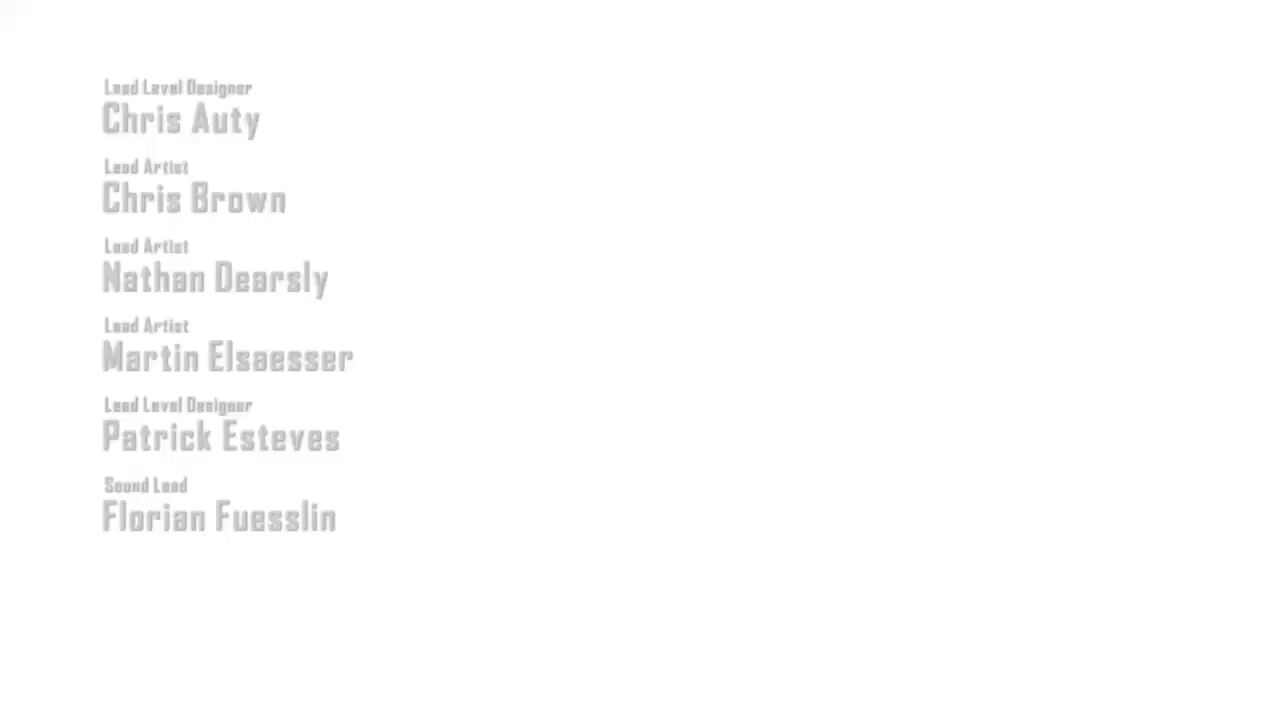 Lead Level Designer
Chris Auty
Lead Artist
Chris Brown
Lead Artist
Nathan Dearsly
Lead Artist
Martin Elsaesser
Lead Level Designer
Patrick Esteves
Sound Lead
Florian Fuesslin